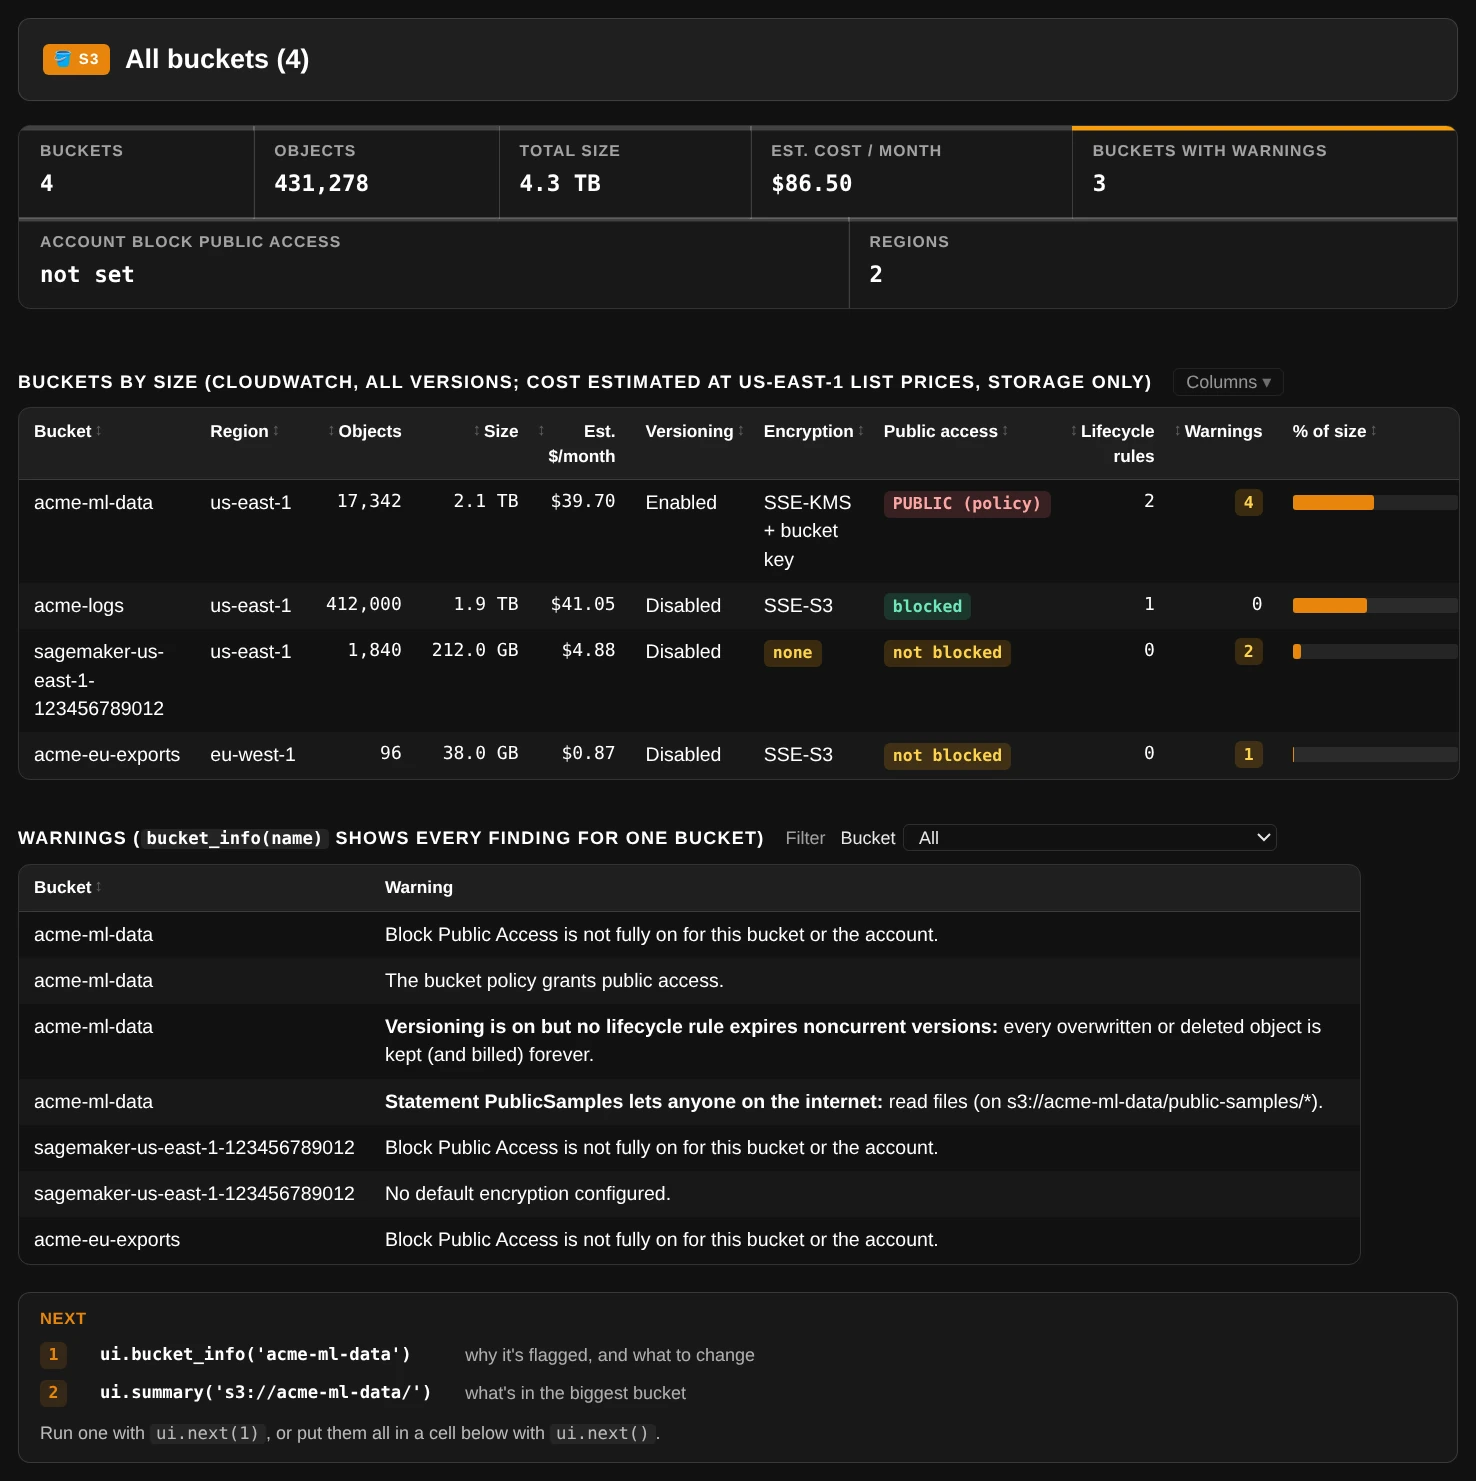 S3 All buckets (4)
BUCKETS OBJECTS TOTAL SIZE EST. COST / MONTH BUCKETS WITH WARNINGS
4 431,278 4.3 TB $86.50 3
ACCOUNT BLOCK PUBLIC ACCESS REGIONS
not set 2
BUCKETS BY SIZE (CLOUDWATCH, ALL VERSIONS; COST ESTIMATED AT US-EAST-1 LIST PRICES, STORAGE ONLY) Columns ▾
Bucket↕ Region↕ ↕Objects ↕Size ↕ Est. Versioning↕ Encryption↕ Public access↕ ↕Lifecycle ↕Warnings % of size↕
$/month rules
acme-ml-data us-east-1 17,342 2.1 TB $39.70 Enabled SSE-KMS PUBLIC (policy) 2 4
+ bucket
key
acme-logs us-east-1 412,000 1.9 TB $41.05 Disabled SSE-S3 blocked 1 0
sagemaker-us- us-east-1 1,840 212.0 GB $4.88 Disabled none not blocked 0 2
east-1-
123456789012
acme-eu-exports eu-west-1 96 38.0 GB $0.87 Disabled SSE-S3 not blocked 0 1
WARNINGS (bucket_info(name) SHOWS EVERY FINDING FOR ONE BUCKET) Filter Bucket All
Bucket↕ Warning
acme-ml-data Block Public Access is not fully on for this bucket or the account.
acme-ml-data The bucket policy grants public access.
acme-ml-data Versioning is on but no lifecycle rule expires noncurrent versions: every overwritten or deleted object is
kept (and billed) forever.
acme-ml-data Statement PublicSamples lets anyone on the internet: read files (on s3://acme-ml-data/public-samples/*).
sagemaker-us-east-1-123456789012 Block Public Access is not fully on for this bucket or the account.
sagemaker-us-east-1-123456789012 No default encryption configured.
acme-eu-exports Block Public Access is not fully on for this bucket or the account.
NEXT
1 ui.bucket_info('acme-ml-data') why it's flagged, and what to change
2 ui.summary('s3://acme-ml-data/') what's in the biggest bucket
Run one with ui.next(1), or put them all in a cell below with ui.next().